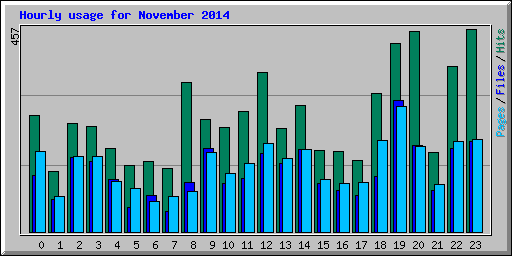 Hourly usage for November 2014
457
Pages/Files/Hits
0 1 2 3 4 5 6 7 8 9 10 11 12 13 14 15 16 17 18 19 20 21 22 23